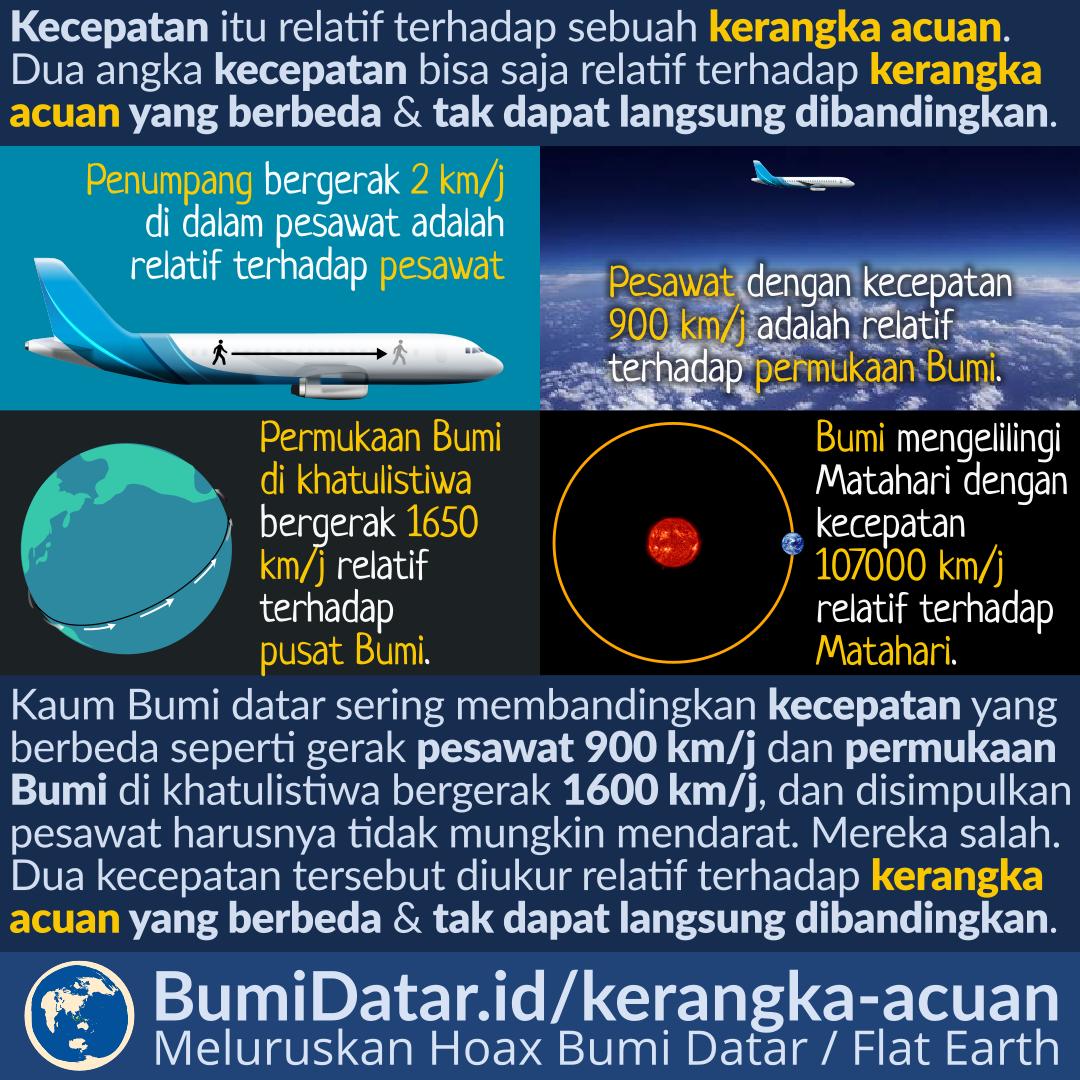 Kecepatan itu relatif terhadap sebuah kerangka acuan.
Dua angka kecepatan bisa saja relatif terhadap kerangka
acuan yang berbeda & tak dapat langsung dibandingkan.
Penumpang bergerak 2 km/j
di dalam pesawat adalah
relatif terhadap pesawat
Pesawat dengan kecepatan
900 km/j adalah relatif
terhadap permukaan Bumi.
Permukaan Bumi
di khatulistiwa
bergerak 1650
km/j relatif
terhadap
pusat Bumi.
Bumi mengelilingi
Matahari dengan
kecepatan
107000 km/j
relatif terhadap
Matahari.
Kaum Bumi datar sering membandingkan kecepatan yang
berbeda seperti gerak pesawat 900 km/j dan permukaan
Bumi di khatulistiwa bergerak 1600 km/j, dan disimpulkan
pesawat harusnya tidak mungkin mendarat. Mereka salah.
Dua kecepatan tersebut diukur relatif terhadap kerangka
acuan yang berbeda & tak dapat langsung dibandingkan.
BumiDatar.id/kerangka-acuan
Meluruskan Hoax Bumi Datar / Flat Earth